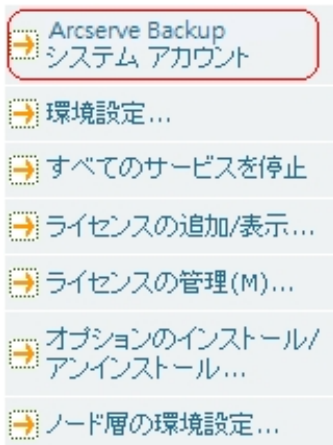 Arcserve Backup
システム アカウント
環境設定...
すべてのサービスを停止
ライセンスの追加/表示...
ライセンスの管理(M)...
オプションのインストール/
アンインストール...
ノード層の環境設定...